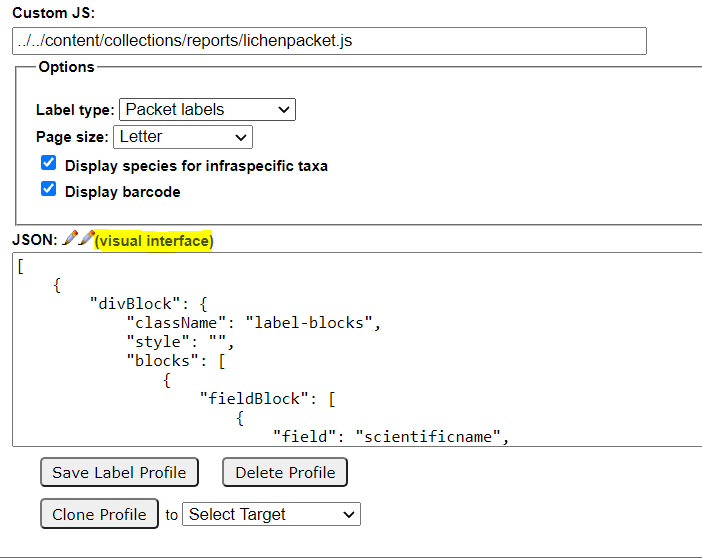 Custom JS:
../../content/collections/reports/lichenpacket.js
Options
Label type: Packet labels
Page size: Letter
Display species for infraspecific taxa
Display barcode
JSON: (visual interface)
[
{
"divBlock": {
"className": "label-blocks",
"style": "",
"blocks": [
{
"fieldBlock": [
{
"field": "scientificname",
Save Label Profile Delete Profile
Clone Profile to Select Target